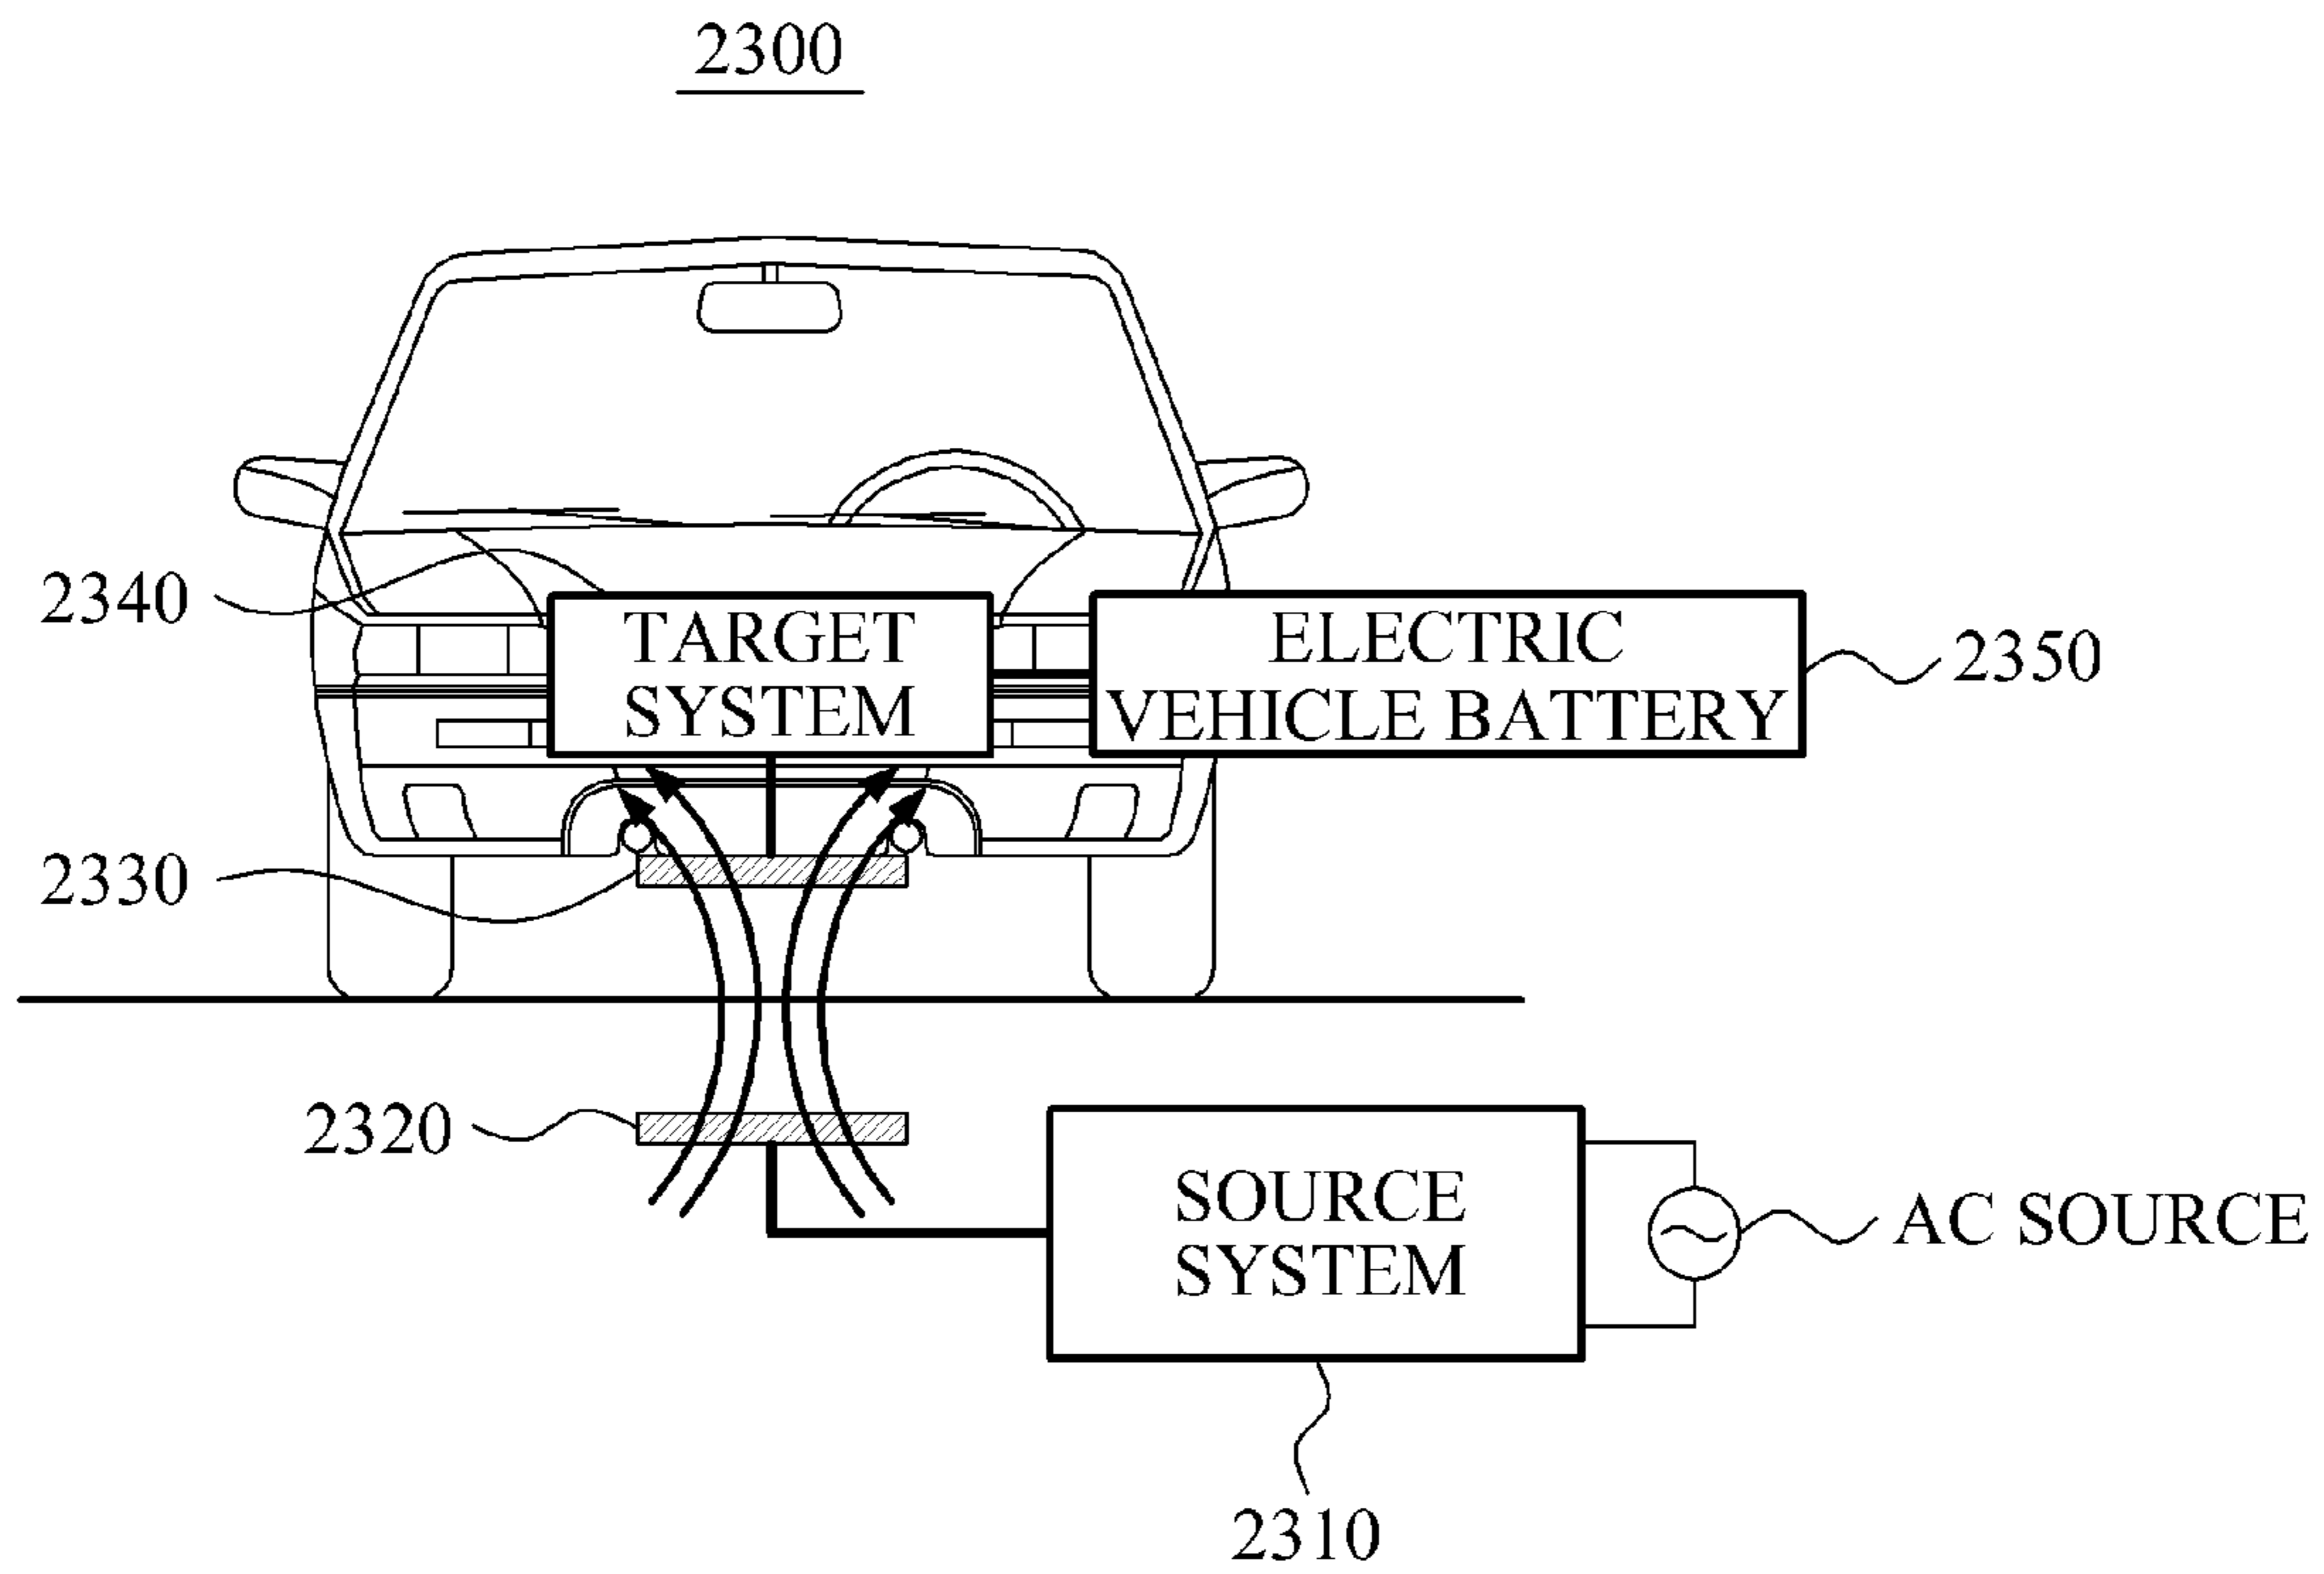 2300
2340
TARGET
SYSTEM
ELECTRIC
VEHICLE BATTERY
2350
2330
2320
SOURCE
SYSTEM
AC SOURCE
2310